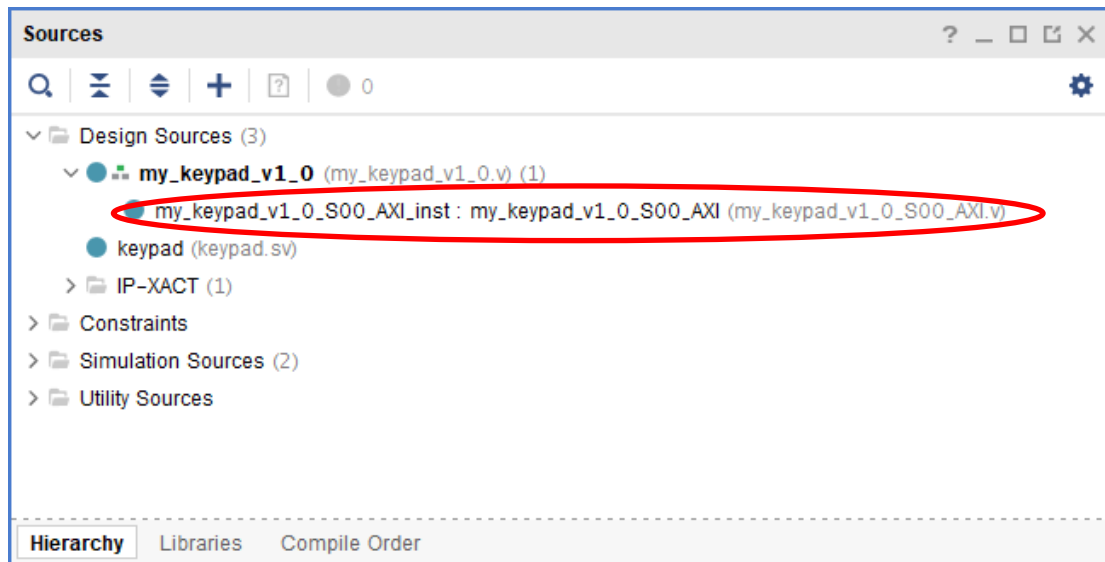 Sources
? 0
Design Sources (3)
my_keypad_v1_0 (my_keypad_v1_0.v) (1)
my_keypad_v1_0_S00_AXI_inst : my_keypad_v1_0_S00_AXI (my_keypad_v1_0_S00_AXI.v)
keypad (keypad.sv)
IP-XACT (1)
Constraints
Simulation Sources (2)
Utility Sources
Hierarchy Libraries Compile Order